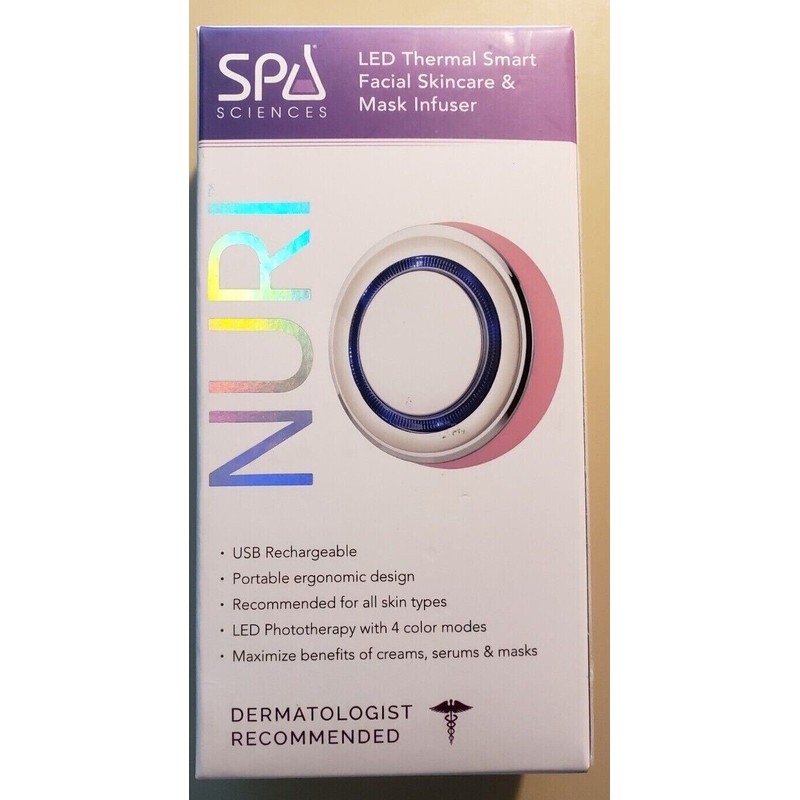 SPA
SCIENCES
LED Thermal Smart
Facial Skincare &
Mask Infuser
NURI™
• USB Rechargeable
• Portable ergonomic design
• Recommended for all skin types
• LED Phototherapy with 4 color modes
• Maximize benefits of creams, serums & masks
DERMATOLOGIST
RECOMMENDED